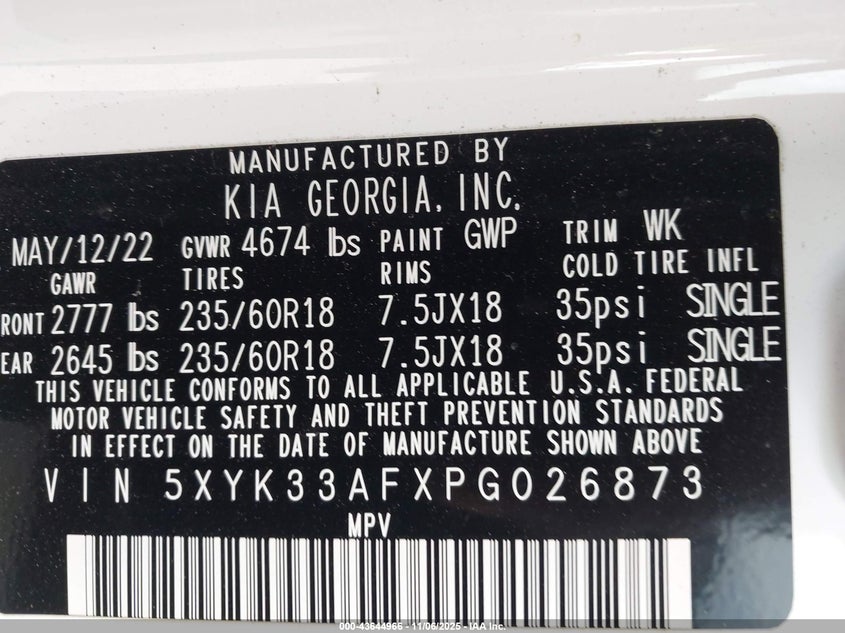 MANUFACTURED BY
KIA GEORGIA, INC.
MAY/12/22 GVWR 4674 lbs PAINT GWP TRIM WK
GAWR TIRES RIMS COLD TIRE INFL
RONT 2777 lbs 235/60R18 7.5JX18 35psi SINGLE
EAR 2645 lbs 235/60R18 7.5JX18 35psi SINGLE
THIS VEHICLE CONFORMS TO ALL APPLICABLE U.S.A. FEDERAL
MOTOR VEHICLE SAFETY AND THEFT PREVENTION STANDARDS
IN EFFECT ON THE DATE OF MANUFACTURE SHOWN ABOVE
VIN 5XYK33AFXPG026873
MPV
000-43644965 - 11/06/2025 - IAA Inc.